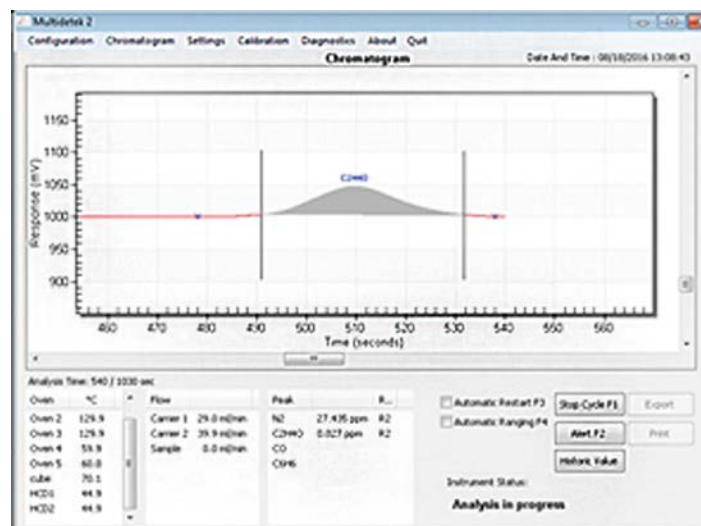 Multidetek 2
Configuration Chromatogram Settings Calibration Diagnostics About Quit
Chromatogram
Date And Time : 08/18/2016 13:08:43
Response (mV)
1150
1100
1050
1000
950
900
C2H4O
460 470 480 490 500 510 520 530 540 550 560
Time (seconds)
Analysis Time: 540 / 1030 sec
Oven °C
Oven 2 129.9
Oven 3 129.9
Oven 4 59.9
Oven 5 60.0
cube 70.1
HCD1 44.9
HCD2 44.9
Flow
Carrier 1 29.0 ml/min
Carrier 2 39.9 ml/min
Sample 0.0 ml/min
Peak R...
N2 27.435 ppm R2
C2H4O 0.027 ppm R2
CO
C6H6
Automatic Restart F3
Automatic Ranging F4
Stop Cycle F1
Export
Alert F2
Print
Historic Value
Instrument Status:
Analysis in progress